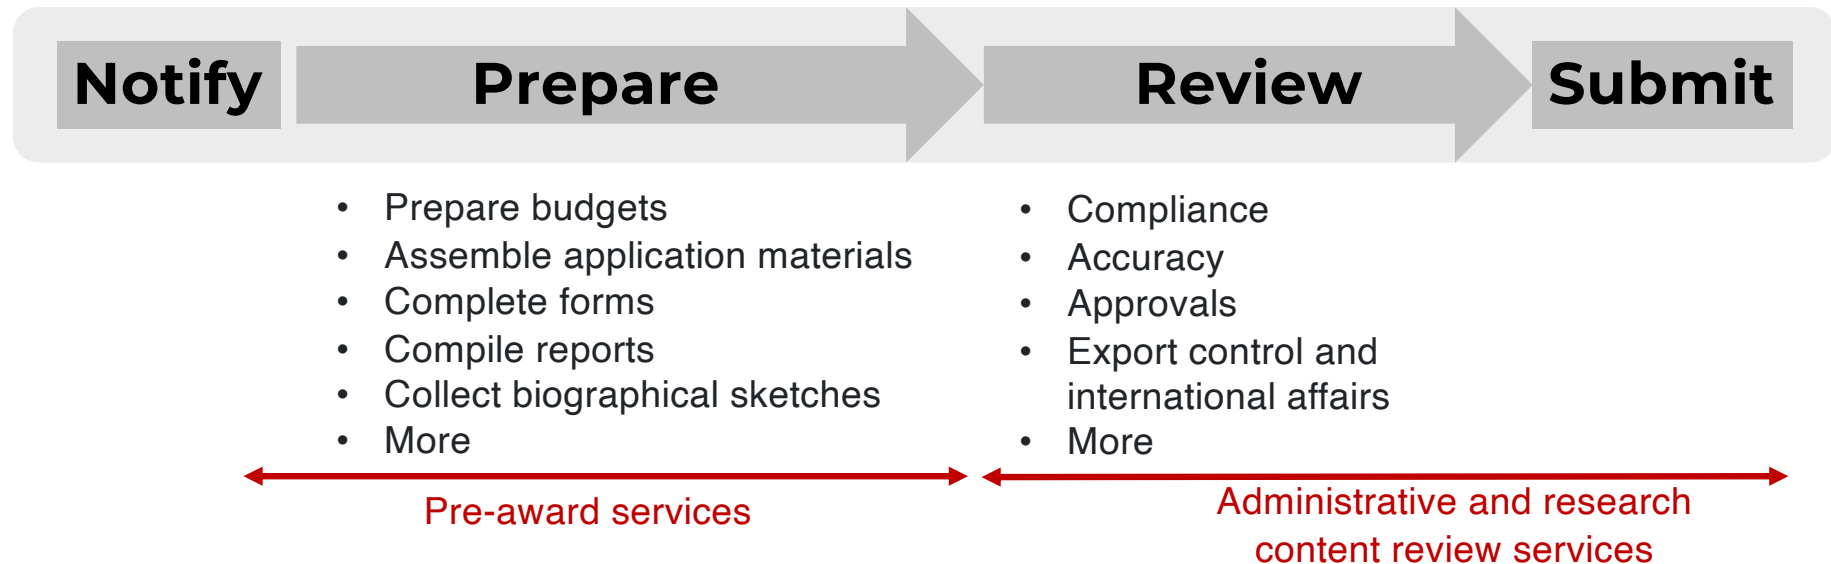 Notify
Prepare
Review
Submit
• Prepare budgets
• Assemble application materials
• Complete forms
• Compile reports
• Collect biographical sketches
• More
• Compliance
• Accuracy
• Approvals
• Export control and
international affairs
• More
Pre-award services
Administrative and research
content review services